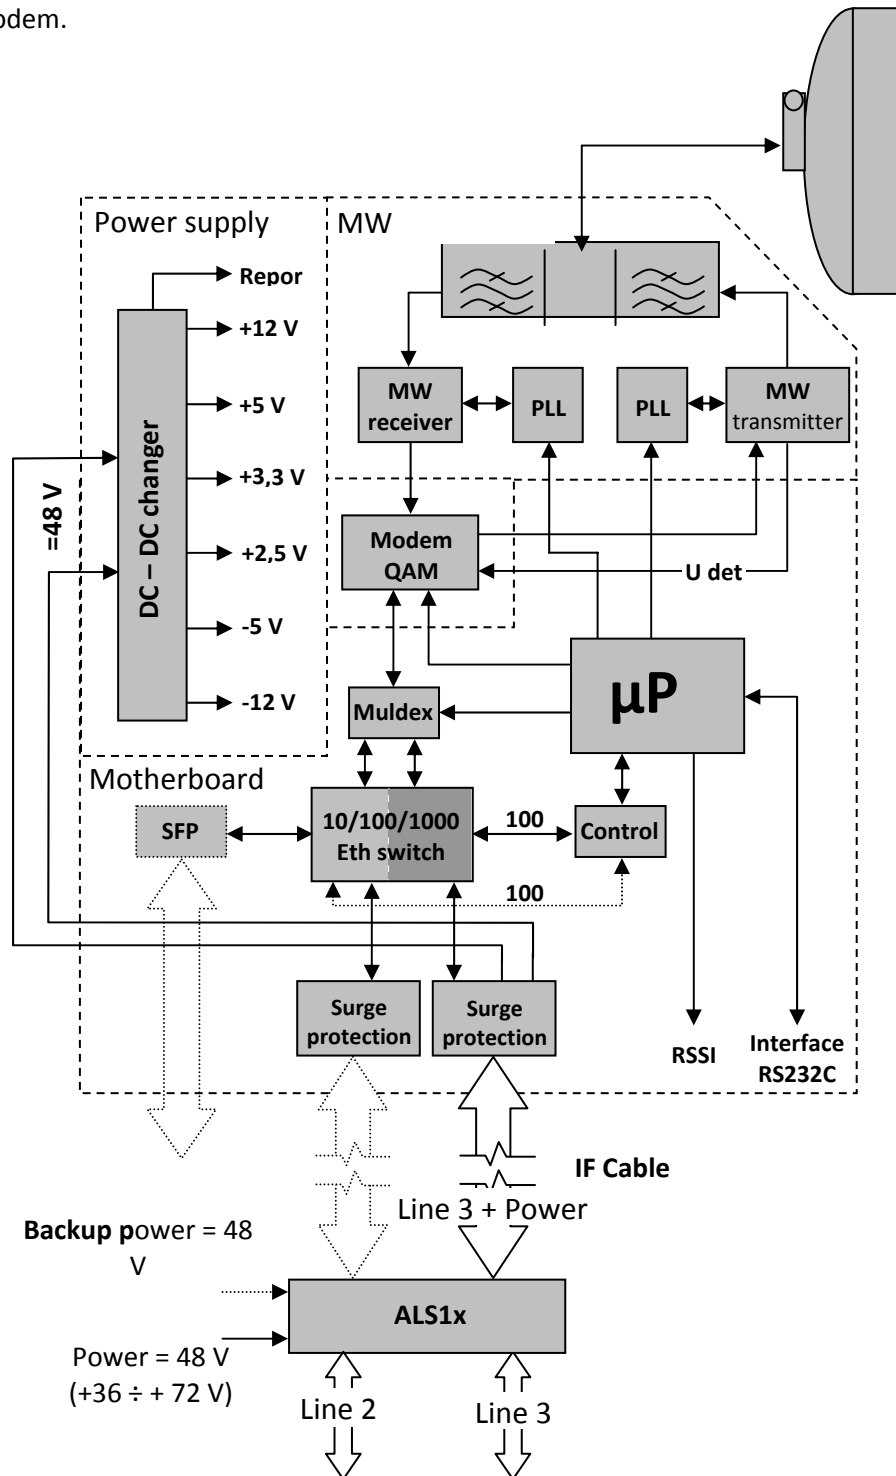 odem.
Power supply
MW
Repor
+12 V
+5 V
+3,3 V
+2,5 V
-5 V
-12 V
DC – DC changer
=48 V
MW
receiver
PLL
PLL
MW
transmitter
Modem
QAM
U det
µP
Muldex
Motherboard
SFP
10/100/1000
Eth switch
100
Control
100
Surge
protection
Surge
protection
RSSI
Interface
RS232C
IF Cable
Line 3 + Power
Backup power = 48
V
ALS1x
Power = 48 V
(+36 ÷ + 72 V)
Line 2
Line 3